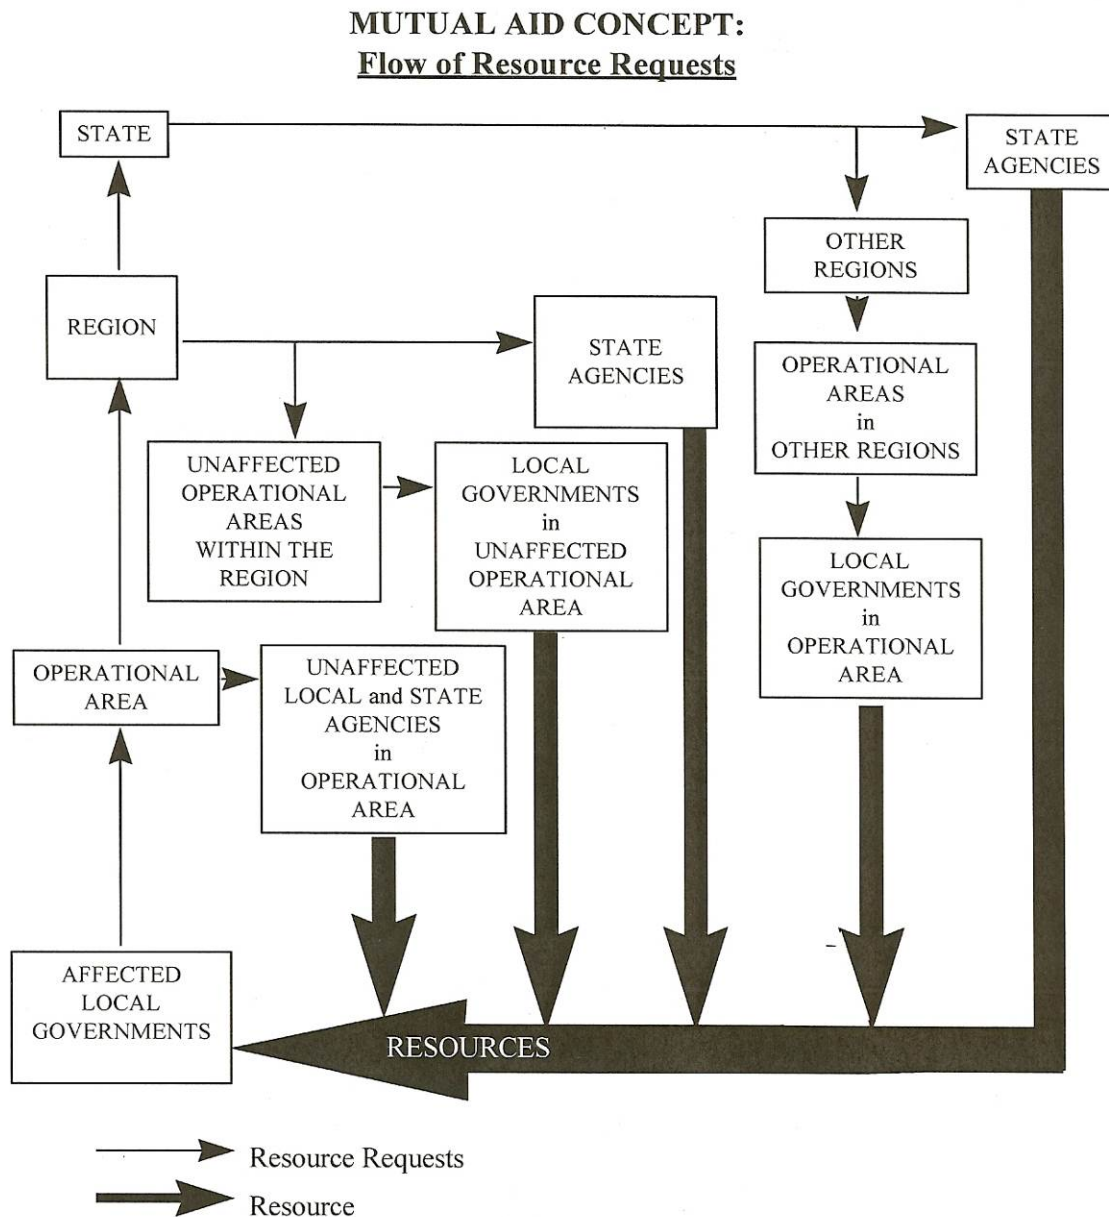 MUTUAL AID CONCEPT:
Flow of Resource Requests
STATE
STATE
AGENCIES
OTHER
REGIONS
REGION
STATE
AGENCIES
OPERATIONAL
AREAS
in
OTHER REGIONS
UNAFFECTED
OPERATIONAL
AREAS
WITHIN THE
REGION
LOCAL
GOVERNMENTS
in
UNAFFECTED
OPERATIONAL
AREA
LOCAL
GOVERNMENTS
in
OPERATIONAL
AREA
OPERATIONAL
AREA
UNAFFECTED
LOCAL and STATE
AGENCIES
in
OPERATIONAL
AREA
AFFECTED
LOCAL
GOVERNMENTS
RESOURCES
Resource Requests
Resource